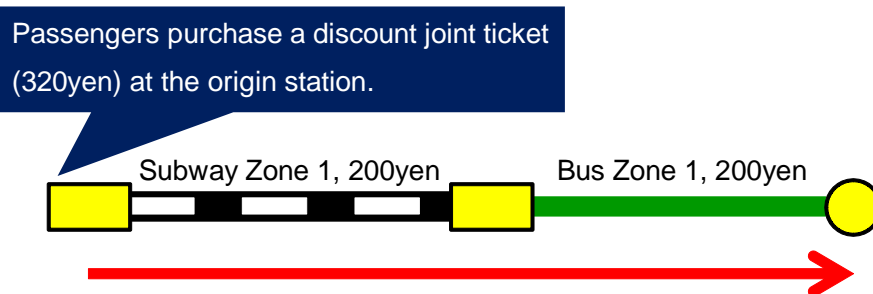 Passengers purchase a discount joint ticket
(320yen) at the origin station.
Subway Zone 1, 200yen
Bus Zone 1, 200yen